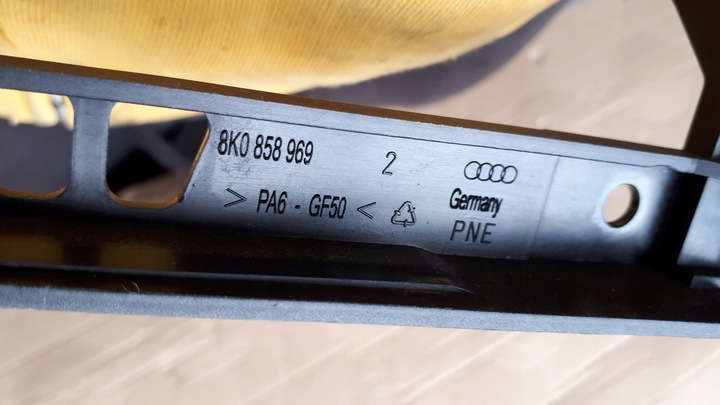 8K0 858 969 2
> PA6 - GF50 < Germany
PNE